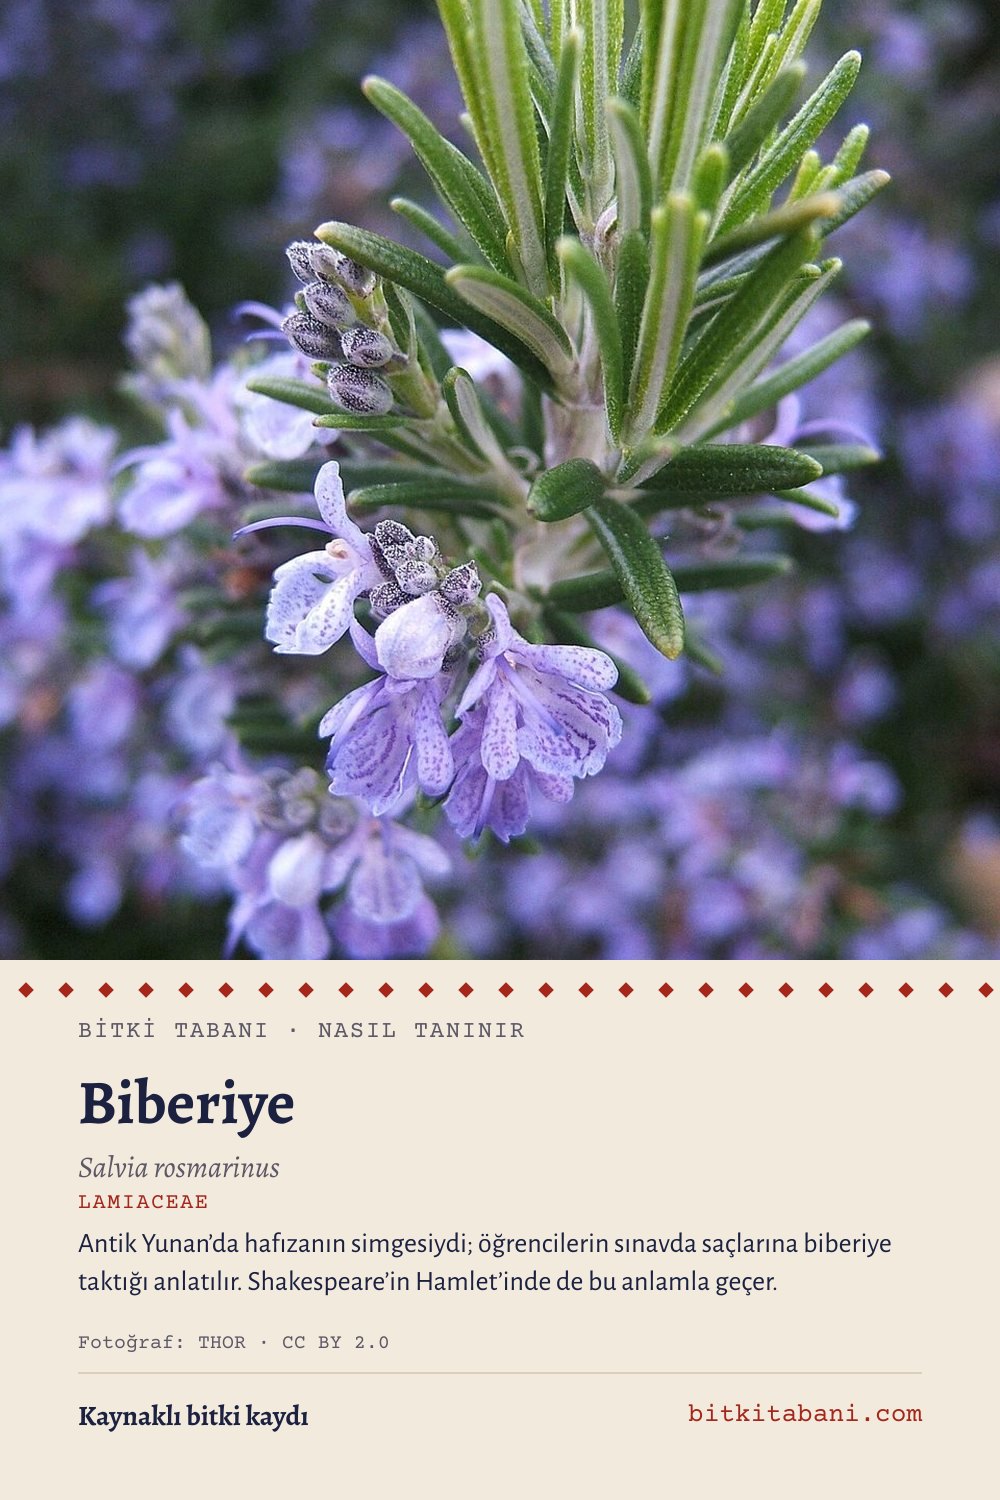 BİTKİ TABANI · NASIL TANINIR
Biberiye
Salvia rosmarinus
LAMIACEAE
Antik Yunan’da hafızanın simgesiydi; öğrencilerin sınavda saçlarına biberiye
taktığı anlatılır. Shakespeare’in Hamlet’inde de bu anlamla geçer.
Fotoğraf: THOR · CC BY 2.0
Kaynaklı bitki kaydı
bitkitabani.com